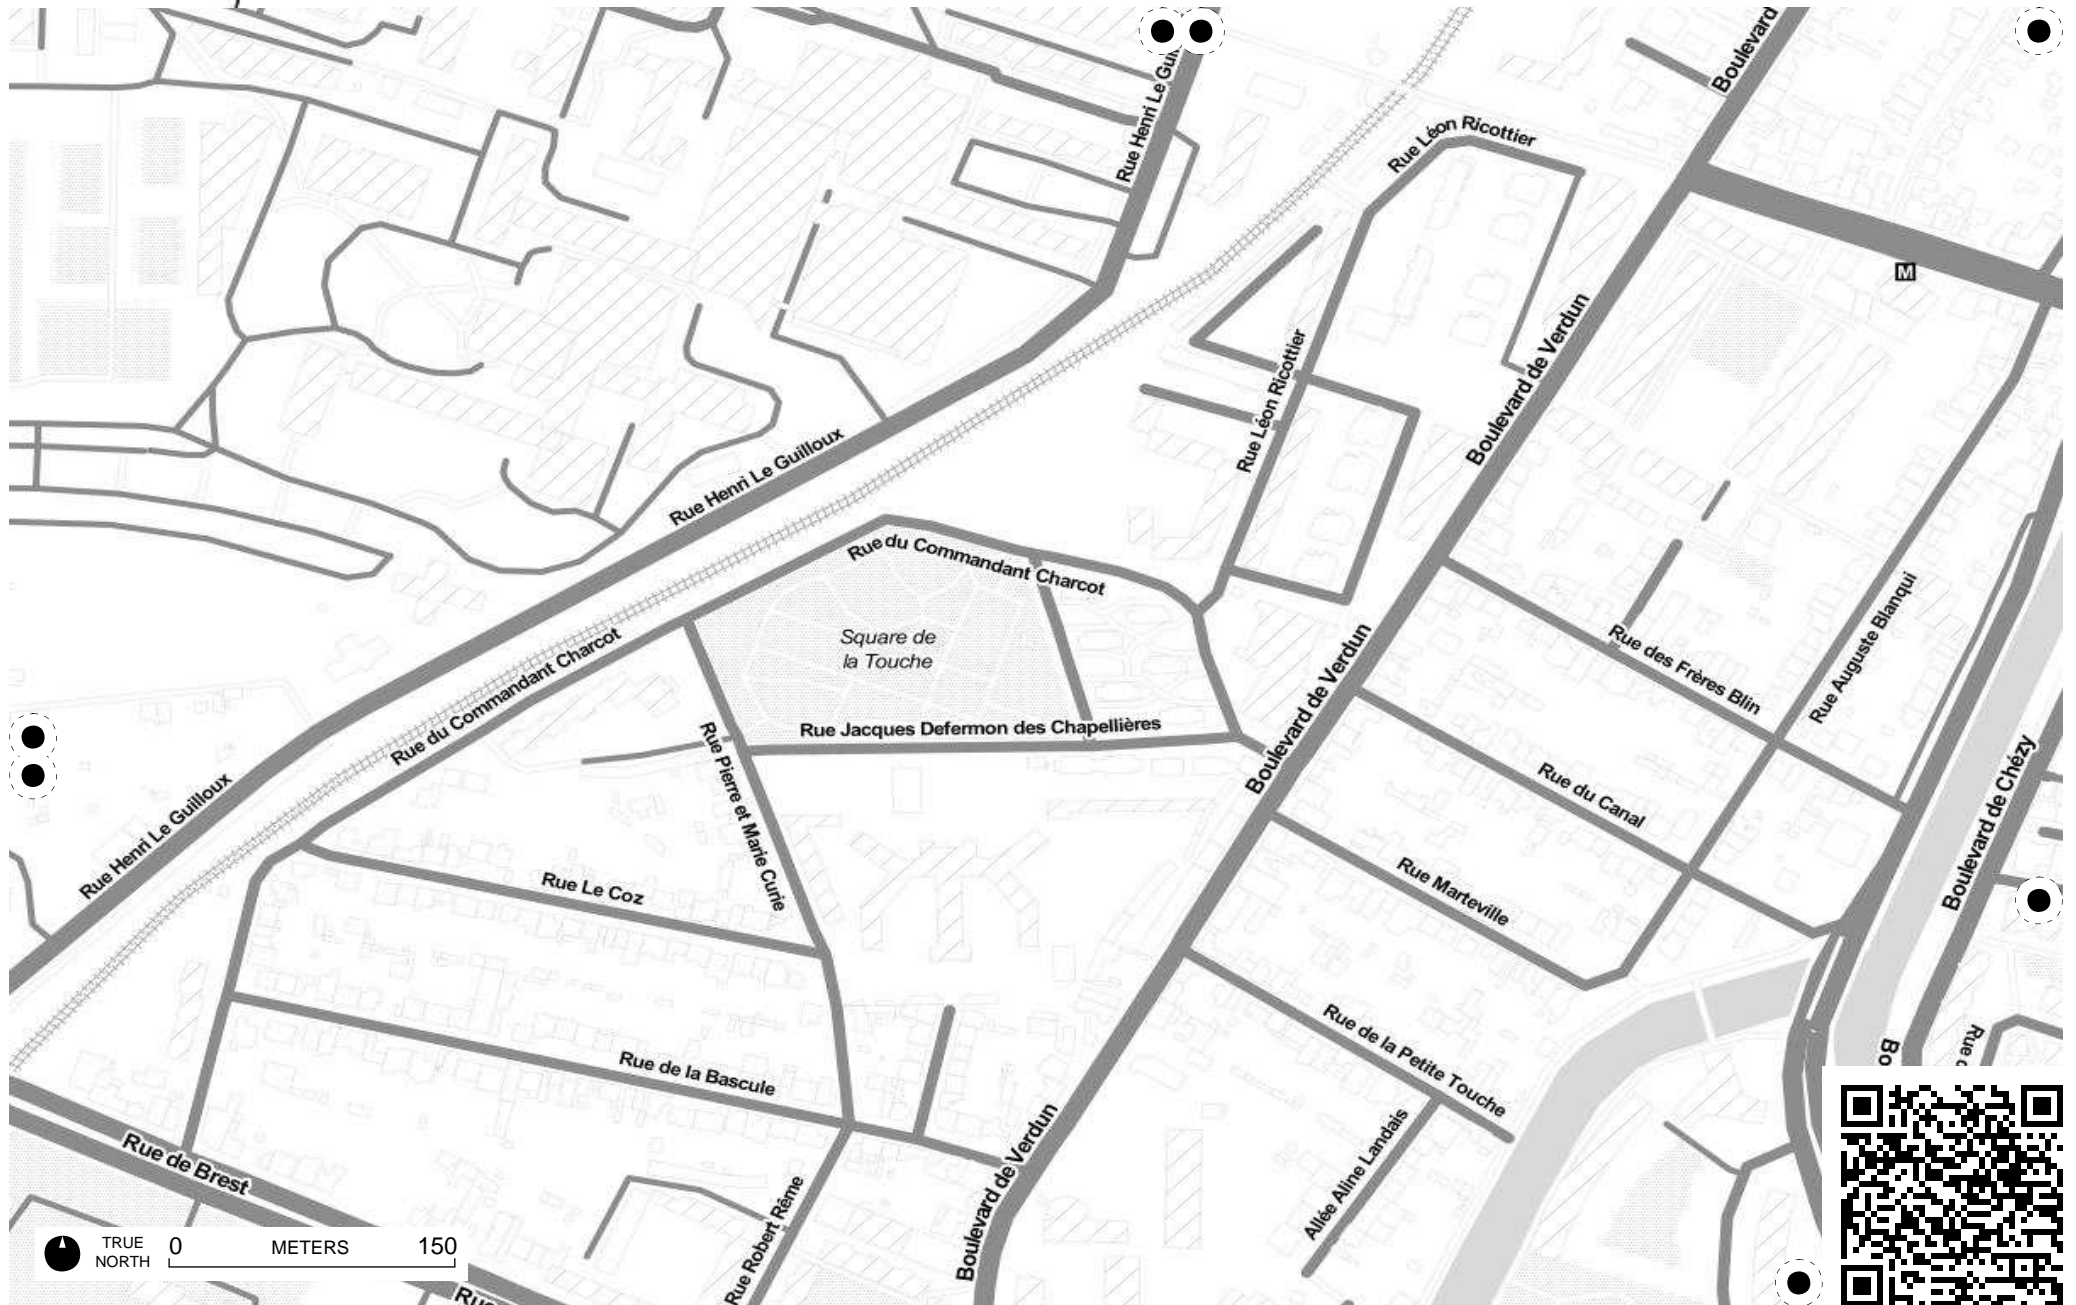 Boulevard
Rue Henri Le Gui
Rue Léon Ricottier
M
Boulevard de Verdun
Rue Léon Ricottier
Rue Henri Le Guilloux
Rue du Commandant Charcot
Rue Auguste Blanqui
Square de
la Touche
Rue du Commandant Charcot
Boulevard de Verdun
Rue des Frères Blin
Rue Jacques Defermon des Chapellières
Rue Pierre et Marie Curie
Rue Henri Le Guilloux
Rue du Canal
Boulevard de Chézy
Rue Le Coz
Rue Marteville
Rue de la Bascule
Rue de la Petite Touche
Bo
Rue
Allée Aline Landais
Rue de Brest
Boulevard de Verdun
Rue Robert Rême
TRUE
NORTH
0 METERS 150
Rue